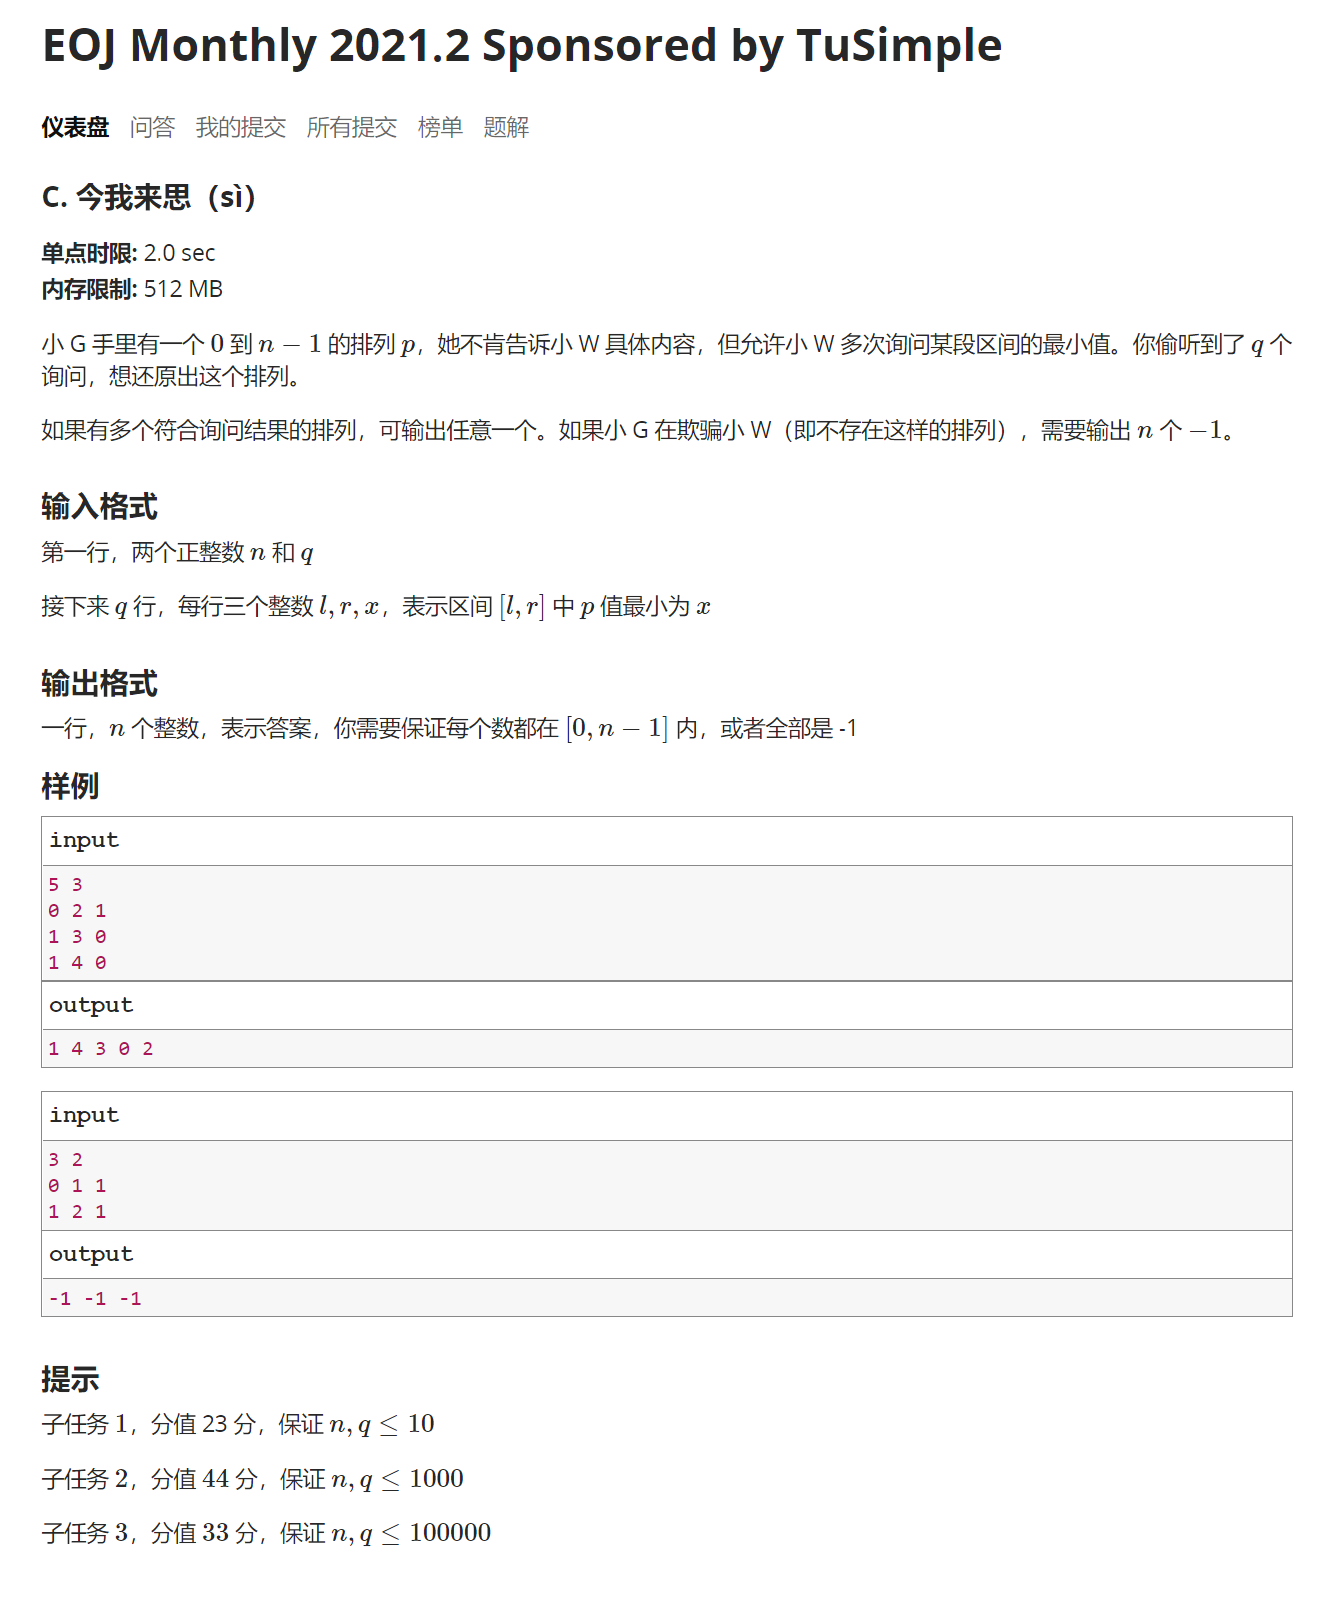 EOJ Monthly 2021.2 Sponsored by TuSimple
仪表盘 问答 我的提交 所有提交 榜单 题解
C. 今我来思（sì）
单点时限: 2.0 sec
内存限制: 512 MB
小 G 手里有一个 0 到 n − 1 的排列 p，她不肯告诉小 W 具体内容，但允许小 W 多次询问某段区间的最小值。你偷听到了 q 个
询问，想还原出这个排列。
如果有多个符合询问结果的排列，可输出任意一个。如果小 G 在欺骗小 W（即不存在这样的排列），需要输出 n 个 −1。
输入格式
第一行，两个正整数 n 和 q
接下来 q 行，每行三个整数 l, r, x，表示区间 [l, r] 中 p 值最小为 x
输出格式
一行，n 个整数，表示答案，你需要保证每个数都在 [0, n − 1] 内，或者全部是 -1
样例
input
5 3
0 2 1
1 3 0
1 4 0
output
1 4 3 0 2
input
3 2
0 1 1
1 2 1
output
-1 -1 -1
提示
子任务 1，分值 23 分，保证 n, q ≤ 10
子任务 2，分值 44 分，保证 n, q ≤ 1000
子任务 3，分值 33 分，保证 n, q ≤ 100000